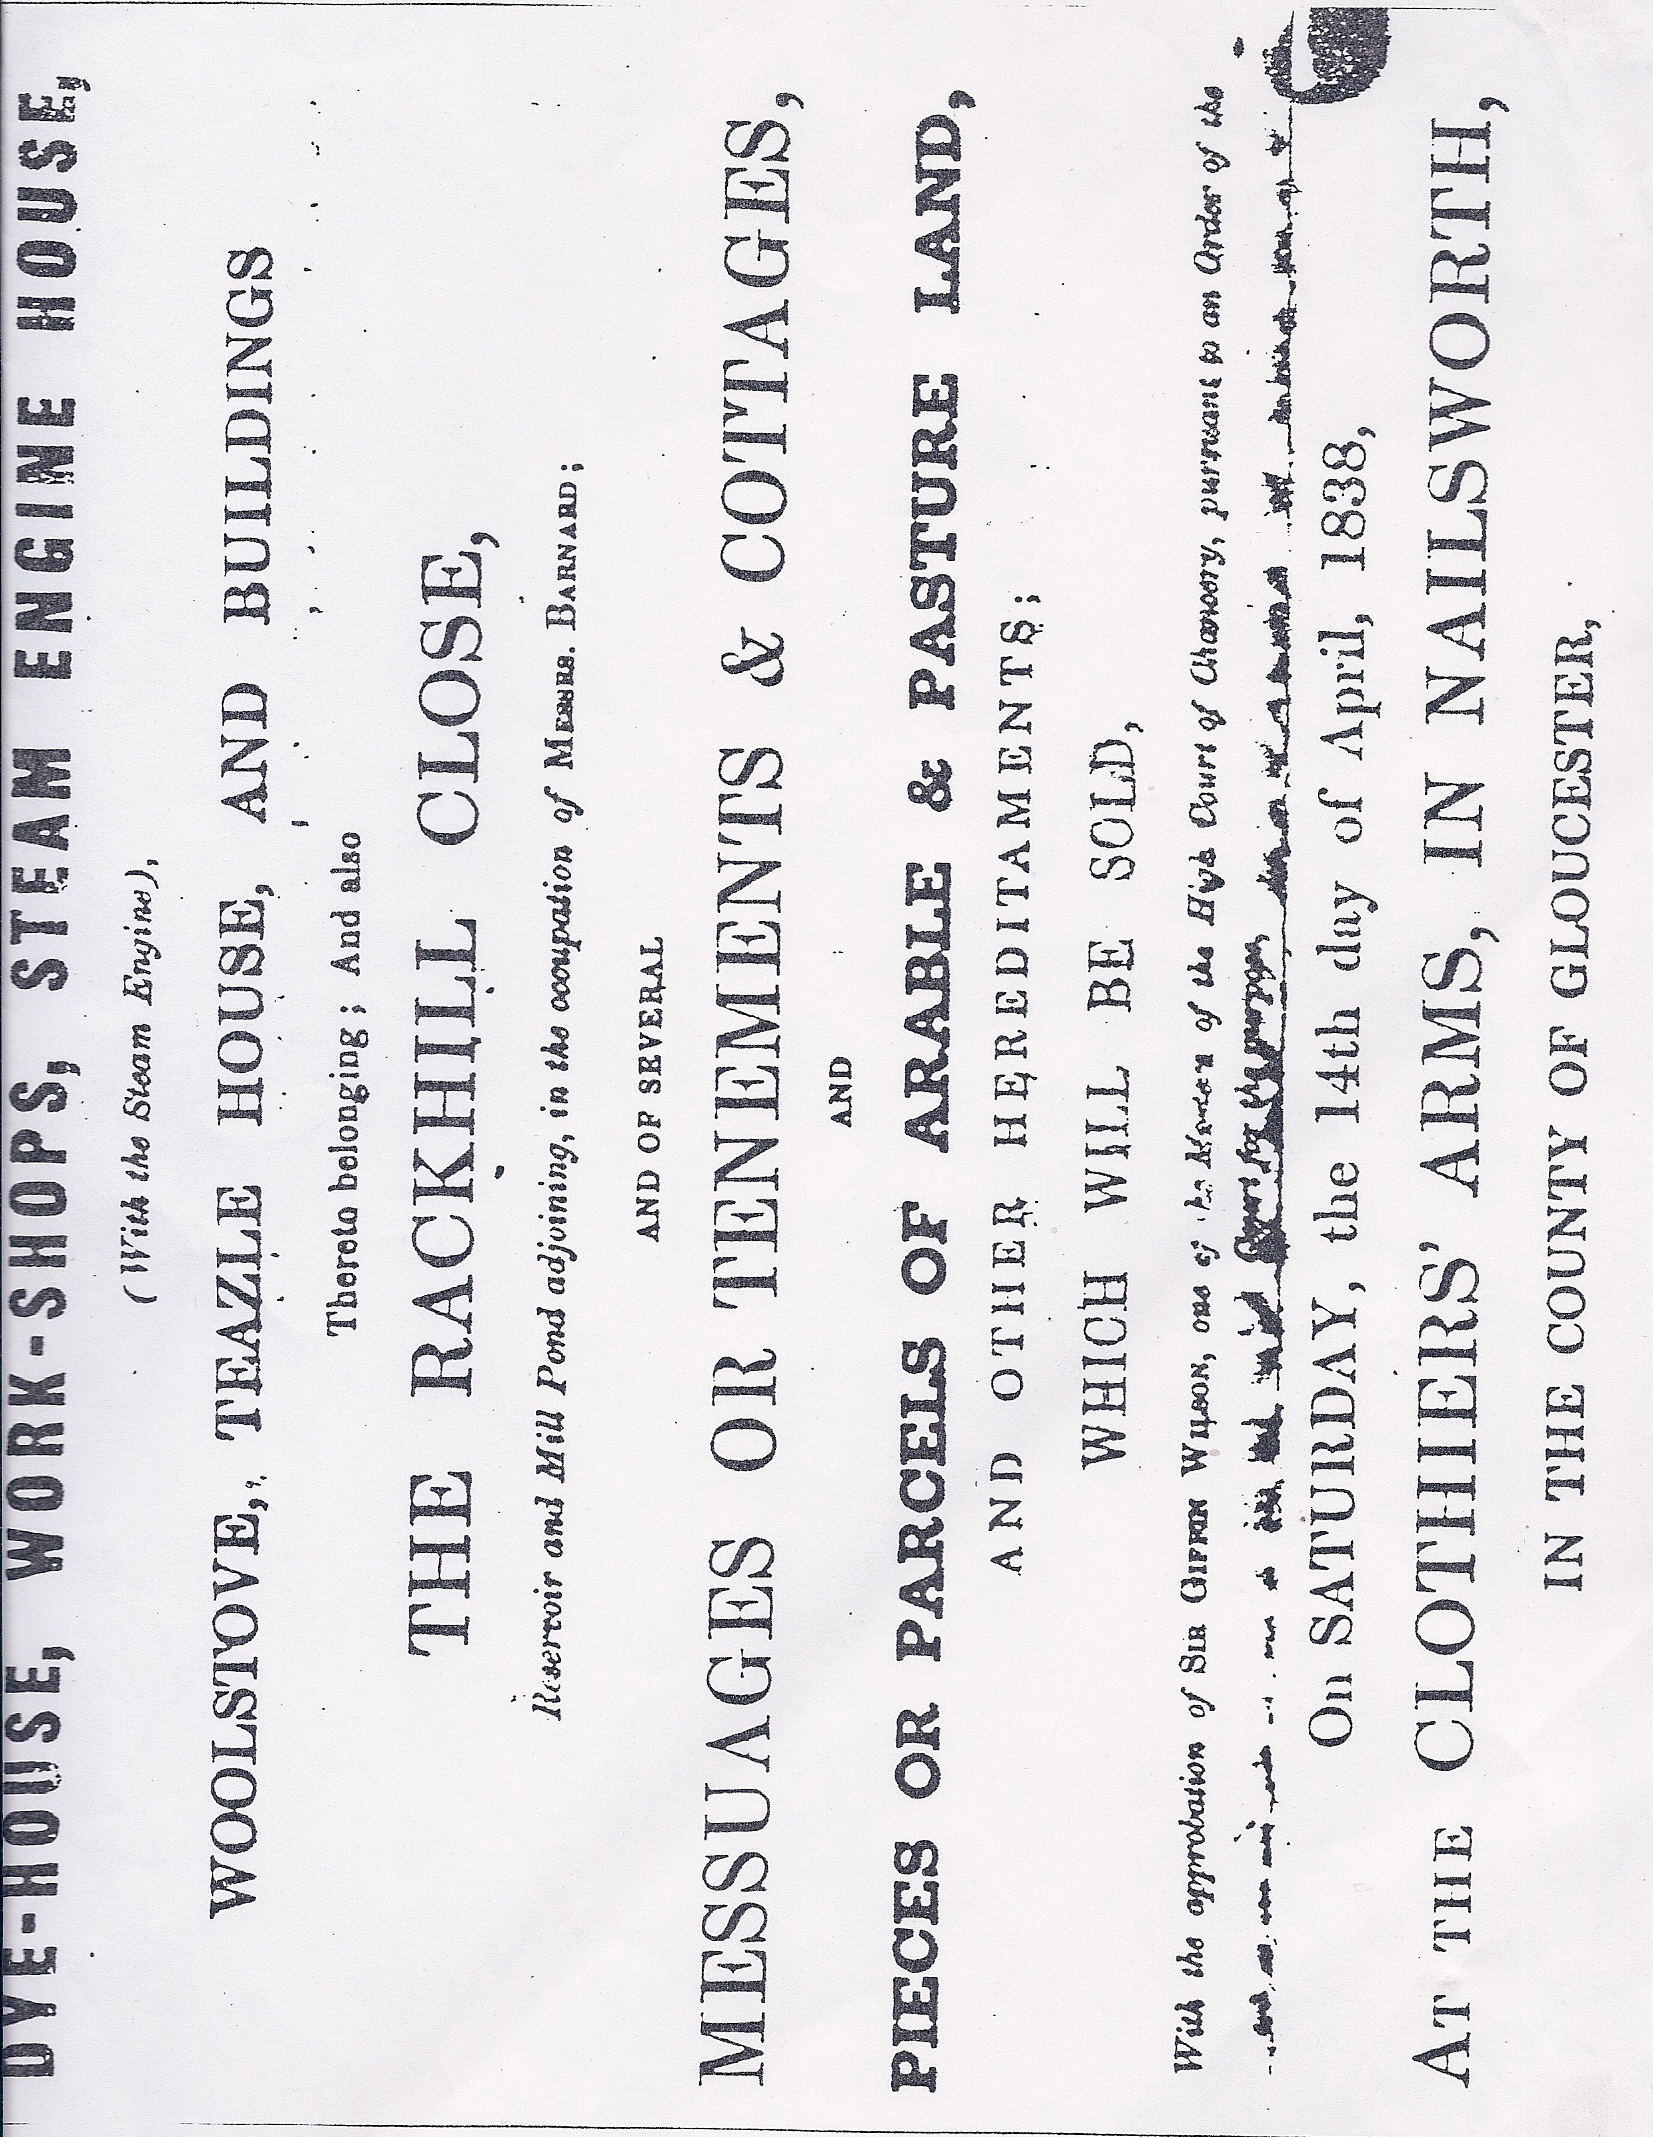 DYE-HOUSE, WORK-SHOPS, STEAM ENGINE HOUSE,
(With the Steam Engine),
WOOLSTOVE, TEAZLE HOUSE, AND BUILDINGS
Thereto belonging; And also
THE RACKHILL CLOSE,
Reservoir and Mill Pond adjoining, in the occupation of MESSRS. BARNARD;
AND OF SEVERAL
MESSUAGES OR TENEMENTS & COTTAGES,
AND
PIECES OR PARCELS OF ARABLE & PASTURE LAND,
AND OTHER HEREDITAMENTS;
WHICH WILL BE SOLD,
With the approbation of SIR GIFFIN WILSON, one of the Masters of the High Court of Chancery, pursuant to an Order of the
Court for the purpose,
On SATURDAY, the 14th day of April, 1838,
AT THE CLOTHIERS' ARMS, IN NAILSWORTH,
IN THE COUNTY OF GLOUCESTER,